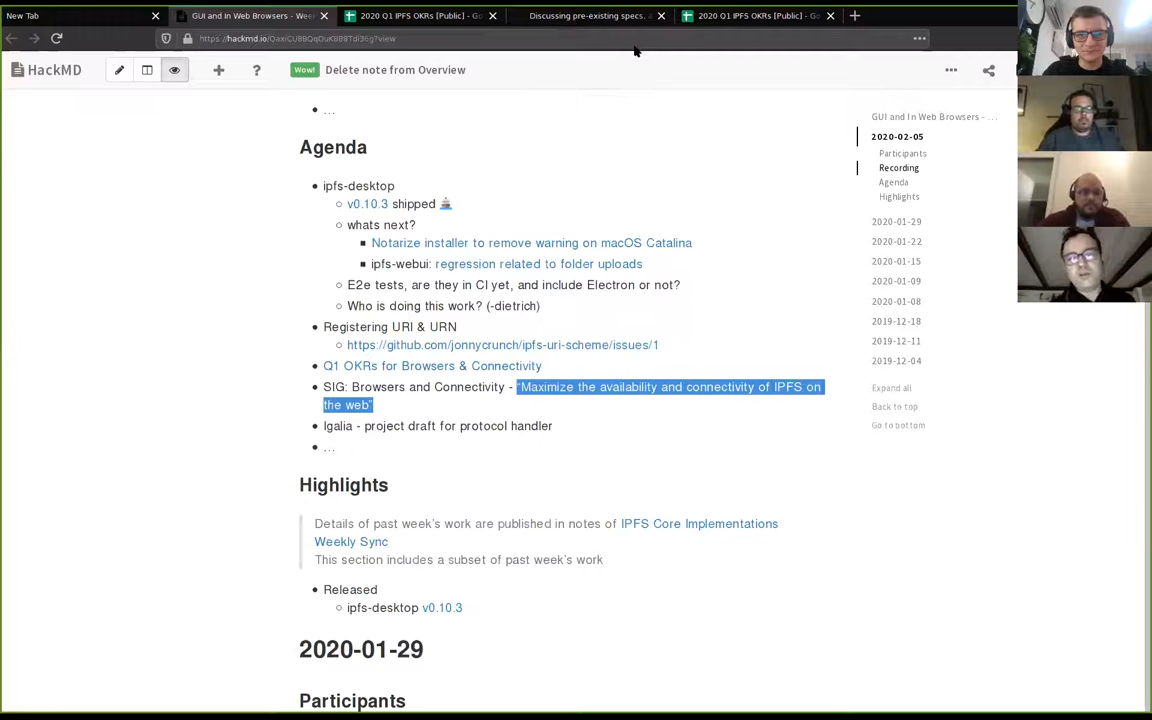 New Tab
GUI and In Web Browsers - Wee
2020 Q1 IPFS OKRs [Public] - Go
Discussing pre-existing specs, a
2020 Q1 IPFS OKRs [Public] - Go
HackMD
Wow!
Delete note from Overview
...
Agenda
ipfs-desktop
v0.10.3 shipped 🚢
whats next?
Notarize installer to remove warning on macOS Catalina
ipfs-webui: regression related to folder uploads
E2e tests, are they in CI yet, and include Electron or not?
Who is doing this work? (-dietrich)
Registering URI & URN
https://github.com/jonnycrunch/ipfs-uri-scheme/issues/1
Q1 OKRs for Browsers & Connectivity
SIG: Browsers and Connectivity - “Maximize the availability and connectivity of IPFS on
the web”
Igalia - project draft for protocol handler
...
Highlights
Details of past week’s work are published in notes of IPFS Core Implementations
Weekly Sync
This section includes a subset of past week’s work
Released
ipfs-desktop v0.10.3
2020-01-29
Participants
GUI and In Web Browsers - ...
2020-02-05
Participants
Recording
Agenda
Highlights
2020-01-29
2020-01-22
2020-01-15
2020-01-09
2020-01-08
2019-12-18
2019-12-11
2019-12-04
Expand all
Back to top
Go to bottom